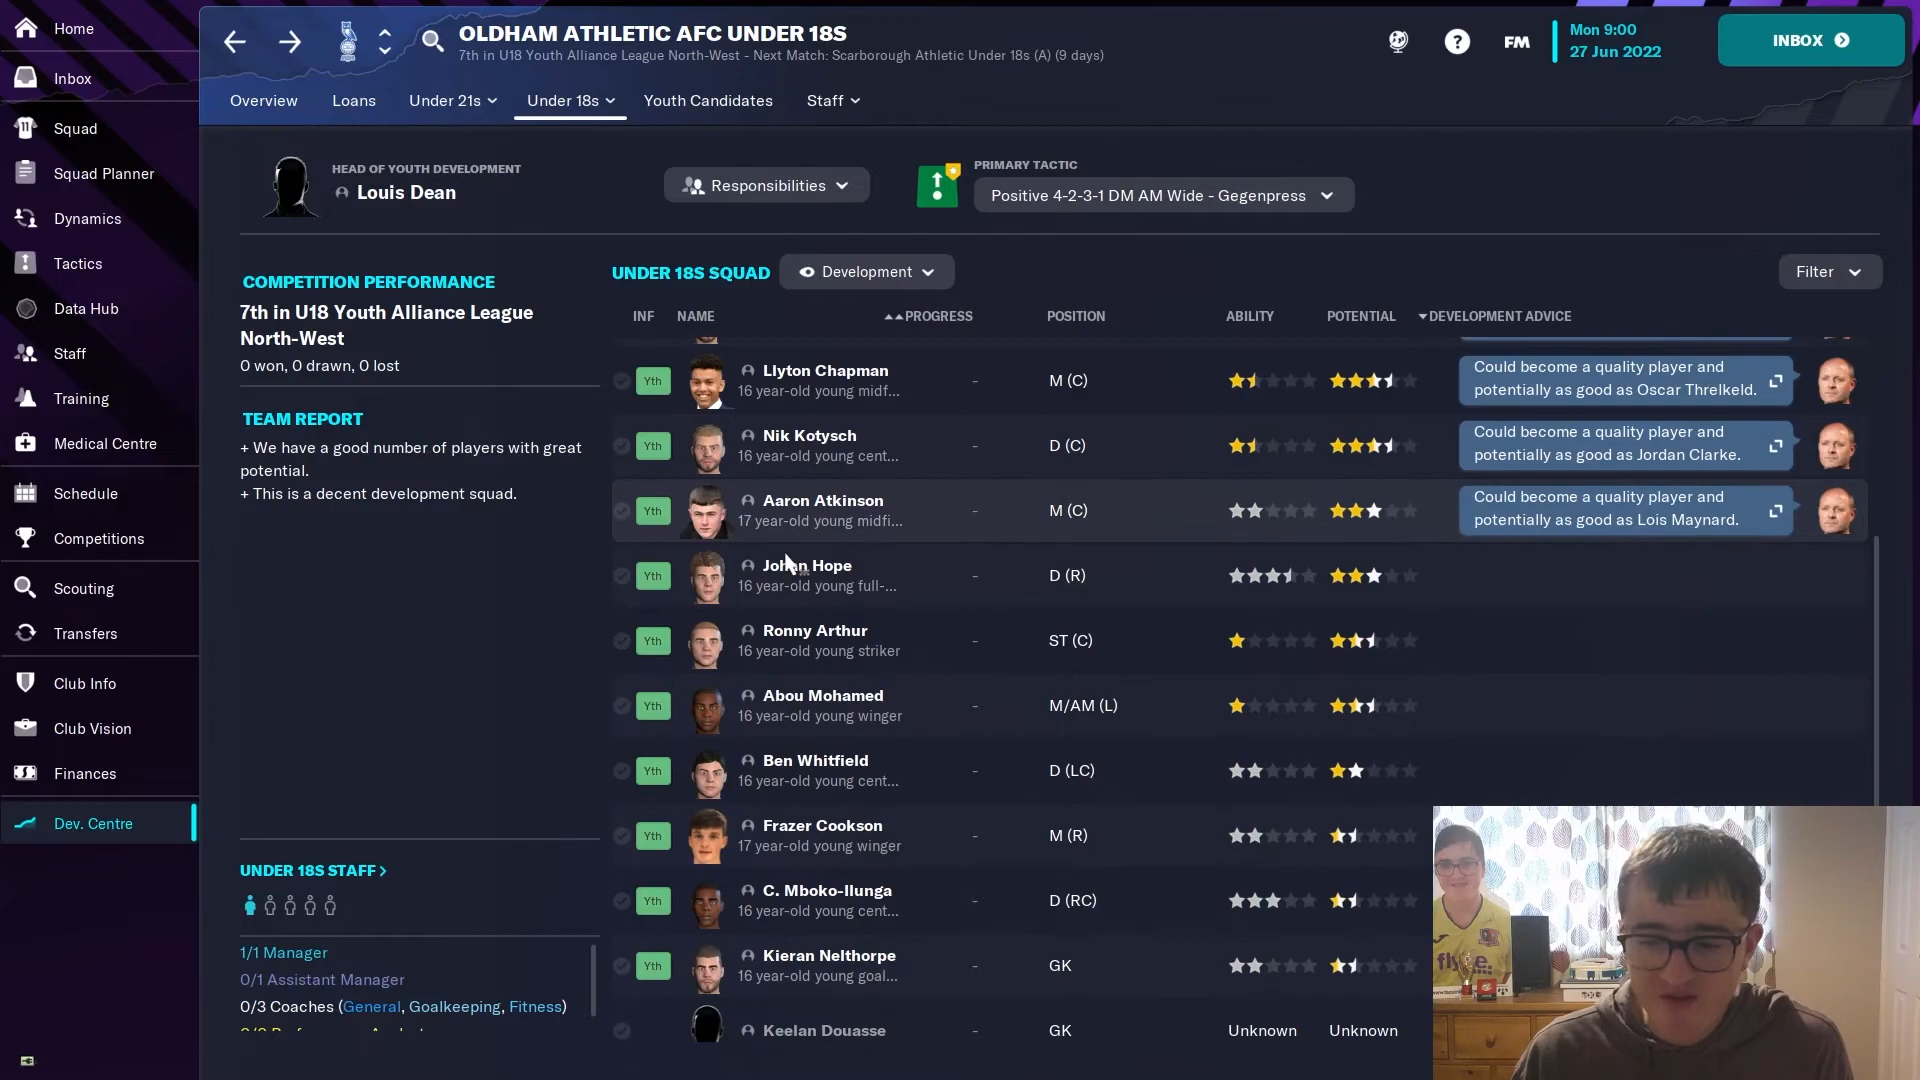 Home
Inbox
Squad
Squad Planner
Dynamics
Tactics
Data Hub
Staff
Training
Medical Centre
Schedule
Competitions
Scouting
Transfers
Club Info
Club Vision
Finances
Dev. Centre
OLDHAM ATHLETIC AFC UNDER 18S
7th in U18 Youth Alliance League North-West - Next Match: Scarborough Athletic Under 18s (A) (9 days)
? FM
Mon 9:00
27 Jun 2022
INBOX
Overview Loans Under 21s Under 18s Youth Candidates Staff
HEAD OF YOUTH DEVELOPMENT
Louis Dean
Responsibilities
PRIMARY TACTIC
Positive 4-2-3-1 DM AM Wide - Gegenpress
COMPETITION PERFORMANCE
7th in U18 Youth Alliance League
North-West
0 won, 0 drawn, 0 lost
TEAM REPORT
+ We have a good number of players with great
potential.
+ This is a decent development squad.
UNDER 18S STAFF
1/1 Manager
0/1 Assistant Manager
0/3 Coaches (General, Goalkeeping, Fitness)
UNDER 18S SQUAD Development Filter
INF NAME PROGRESS POSITION ABILITY POTENTIAL DEVELOPMENT ADVICE
Yth Llyton Chapman - M (C)
16 year-old young midf...
Could become a quality player and
potentially as good as Oscar Threlkeld.
Yth Nik Kotysch - D (C)
16 year-old young cent...
Could become a quality player and
potentially as good as Jordan Clarke.
Yth Aaron Atkinson - M (C)
17 year-old young midfi...
Could become a quality player and
potentially as good as Lois Maynard.
Yth Johan Hope - D (R)
16 year-old young full-...
Yth Ronny Arthur - ST (C)
16 year-old young striker
Yth Abou Mohamed - M/AM (L)
16 year-old young winger
Yth Ben Whitfield - D (LC)
16 year-old young cent...
Yth Frazer Cookson - M (R)
17 year-old young winger
Yth C. Mboko-Ilunga - D (RC)
16 year-old young cent...
Yth Kieran Nelthorpe - GK
16 year-old young goal...
Keelan Douasse - GK Unknown Unknown